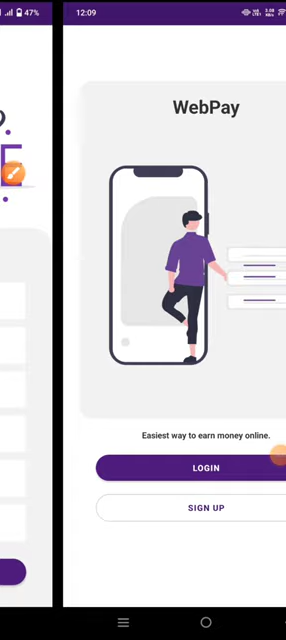 47%
12:09
WebPay
Easiest way to earn money online.
LOGIN
SIGN UP